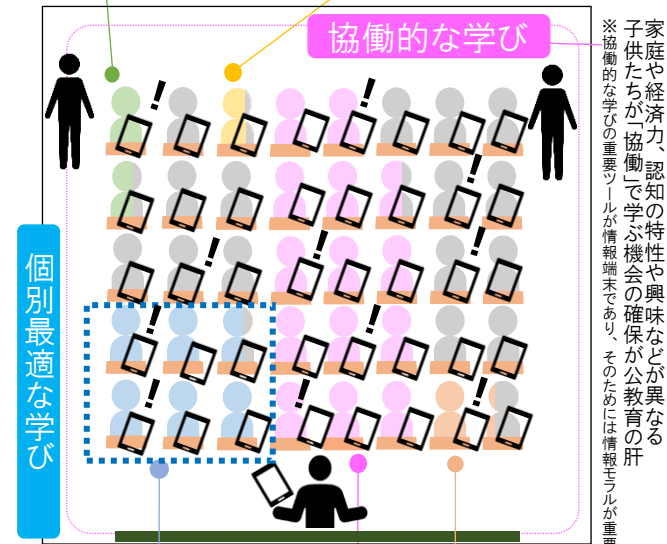 協働的な学び
家庭や経済力、認知の特性や興味などが異なる
子供たちが「協働」で学ぶ機会の確保が公教育の肝
※協働的な学びの重要ツールが情報端末であり、そのためには情報モラルが重要
個別最適な学び
!
!
!
!
!
!
!
!
!
!